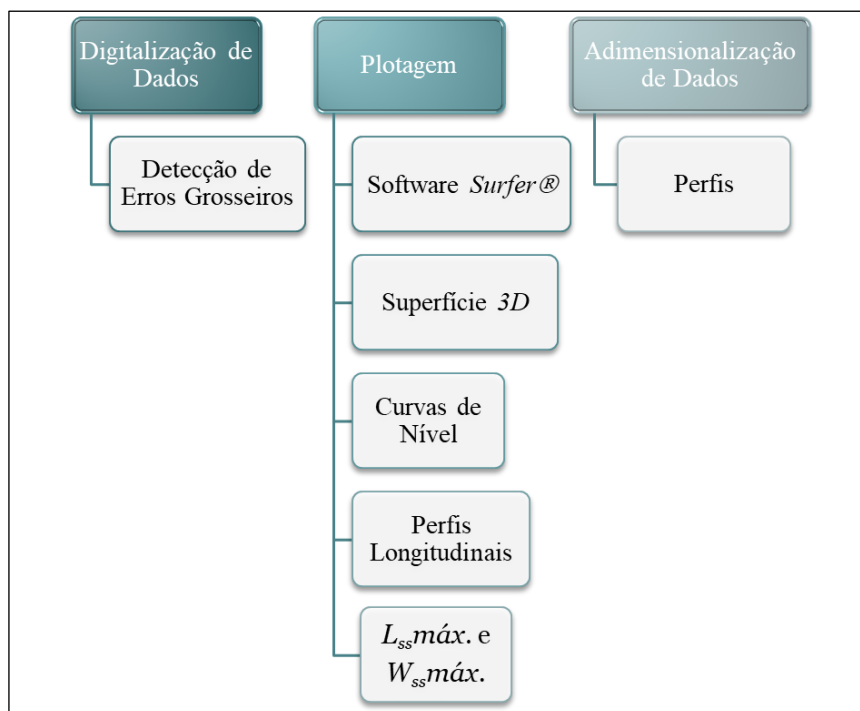 Digitalização de
Dados
Detecção de
Erros Grosseiros
Plotagem
Software Surfer®
Superfície 3D
Curvas de
Nível
Perfis
Longitudinais
Lₛₛmáx. e
Wₛₛmáx.
Adimensionalização
de Dados
Perfis